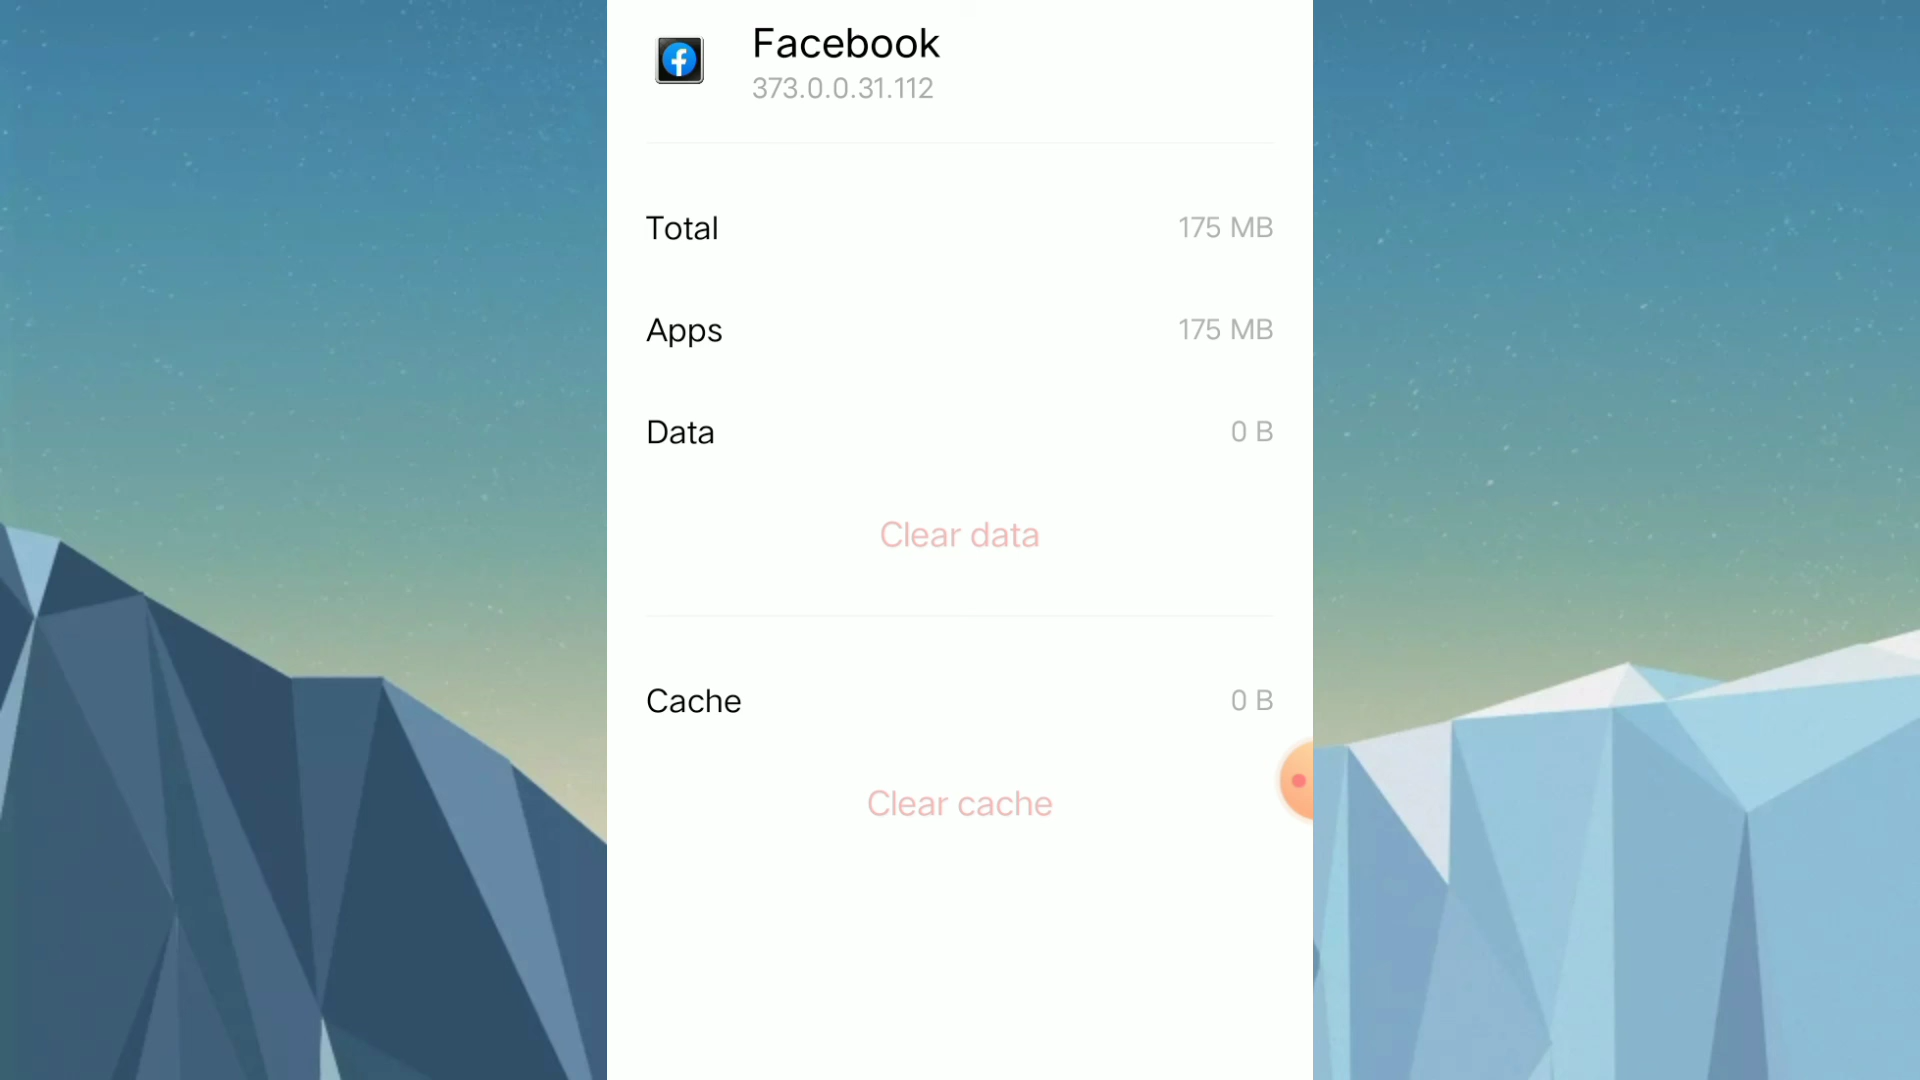 Facebook
373.0.0.31.112
Total 175 MB
Apps 175 MB
Data 0 B
Clear data
Cache 0 B
Clear cache